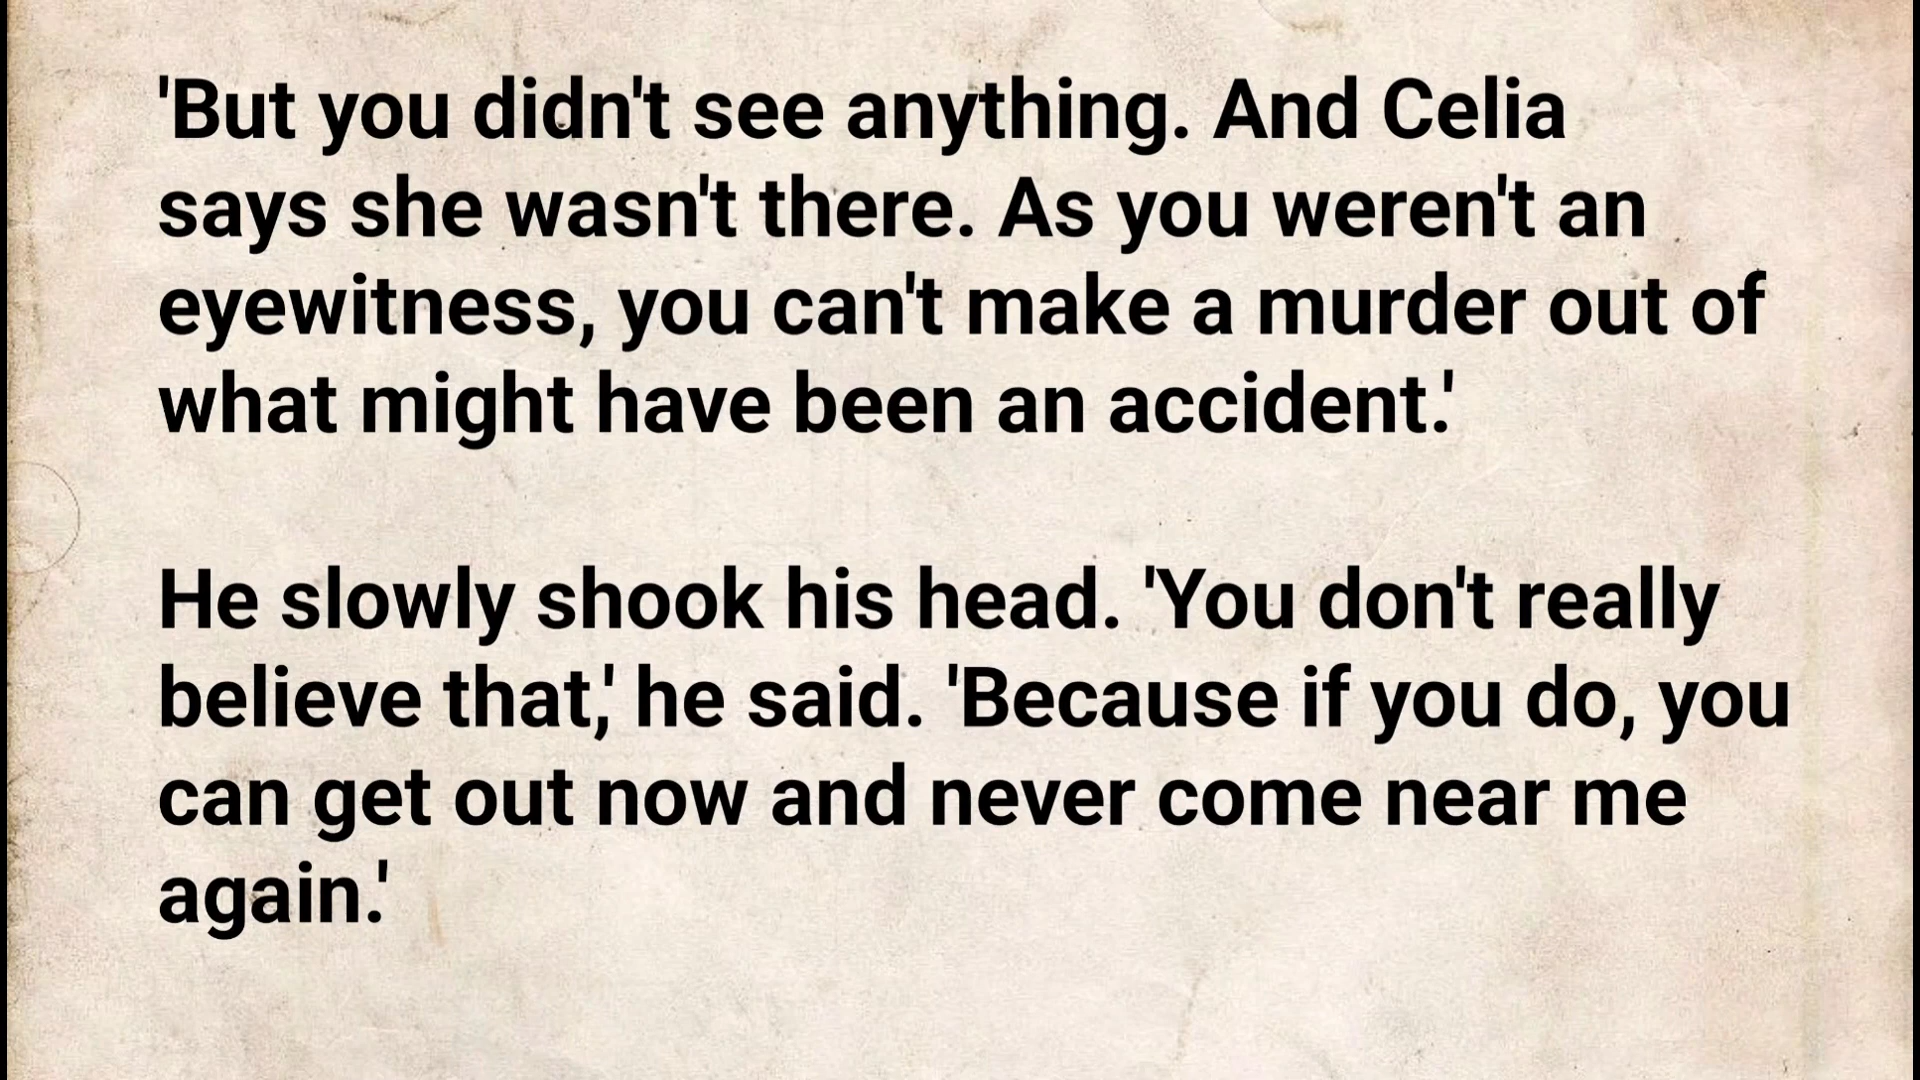 'But you didn't see anything. And Celia
says she wasn't there. As you weren't an
eyewitness, you can't make a murder out of
what might have been an accident.'
He slowly shook his head. 'You don't really
believe that,' he said. 'Because if you do, you
can get out now and never come near me
again.'